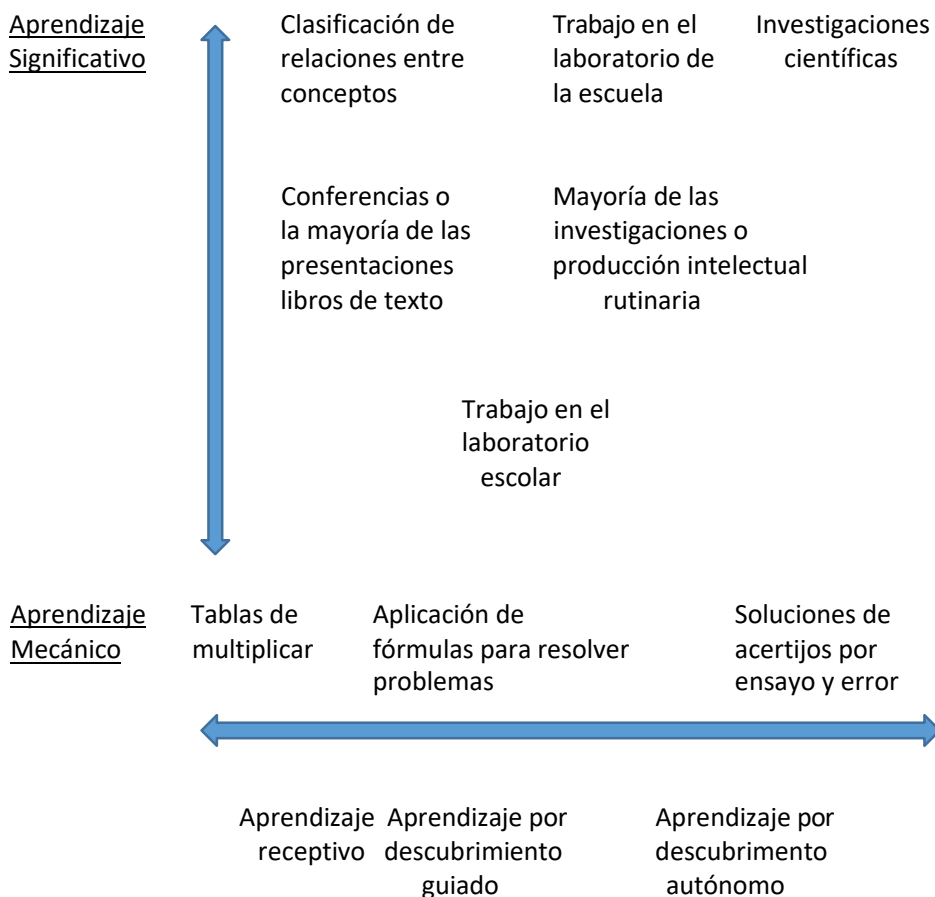 Aprendizaje
Significativo
Clasificación de
relaciones entre
conceptos
Trabajo en el
laboratorio de
la escuela
Investigaciones
científicas
Conferencias o
la mayoría de las
presentaciones
libros de texto
Mayoría de las
investigaciones o
producción intelectual
rutinaria
Trabajo en el
laboratorio
escolar
Aprendizaje
Mecánico
Tablas de
multiplicar
Aplicación de
fórmulas para resolver
problemas
Soluciones de
acertijos por
ensayo y error
Aprendizaje
receptivo
Aprendizaje por
descubrimiento
guiado
Aprendizaje por
descubrimento
autónomo